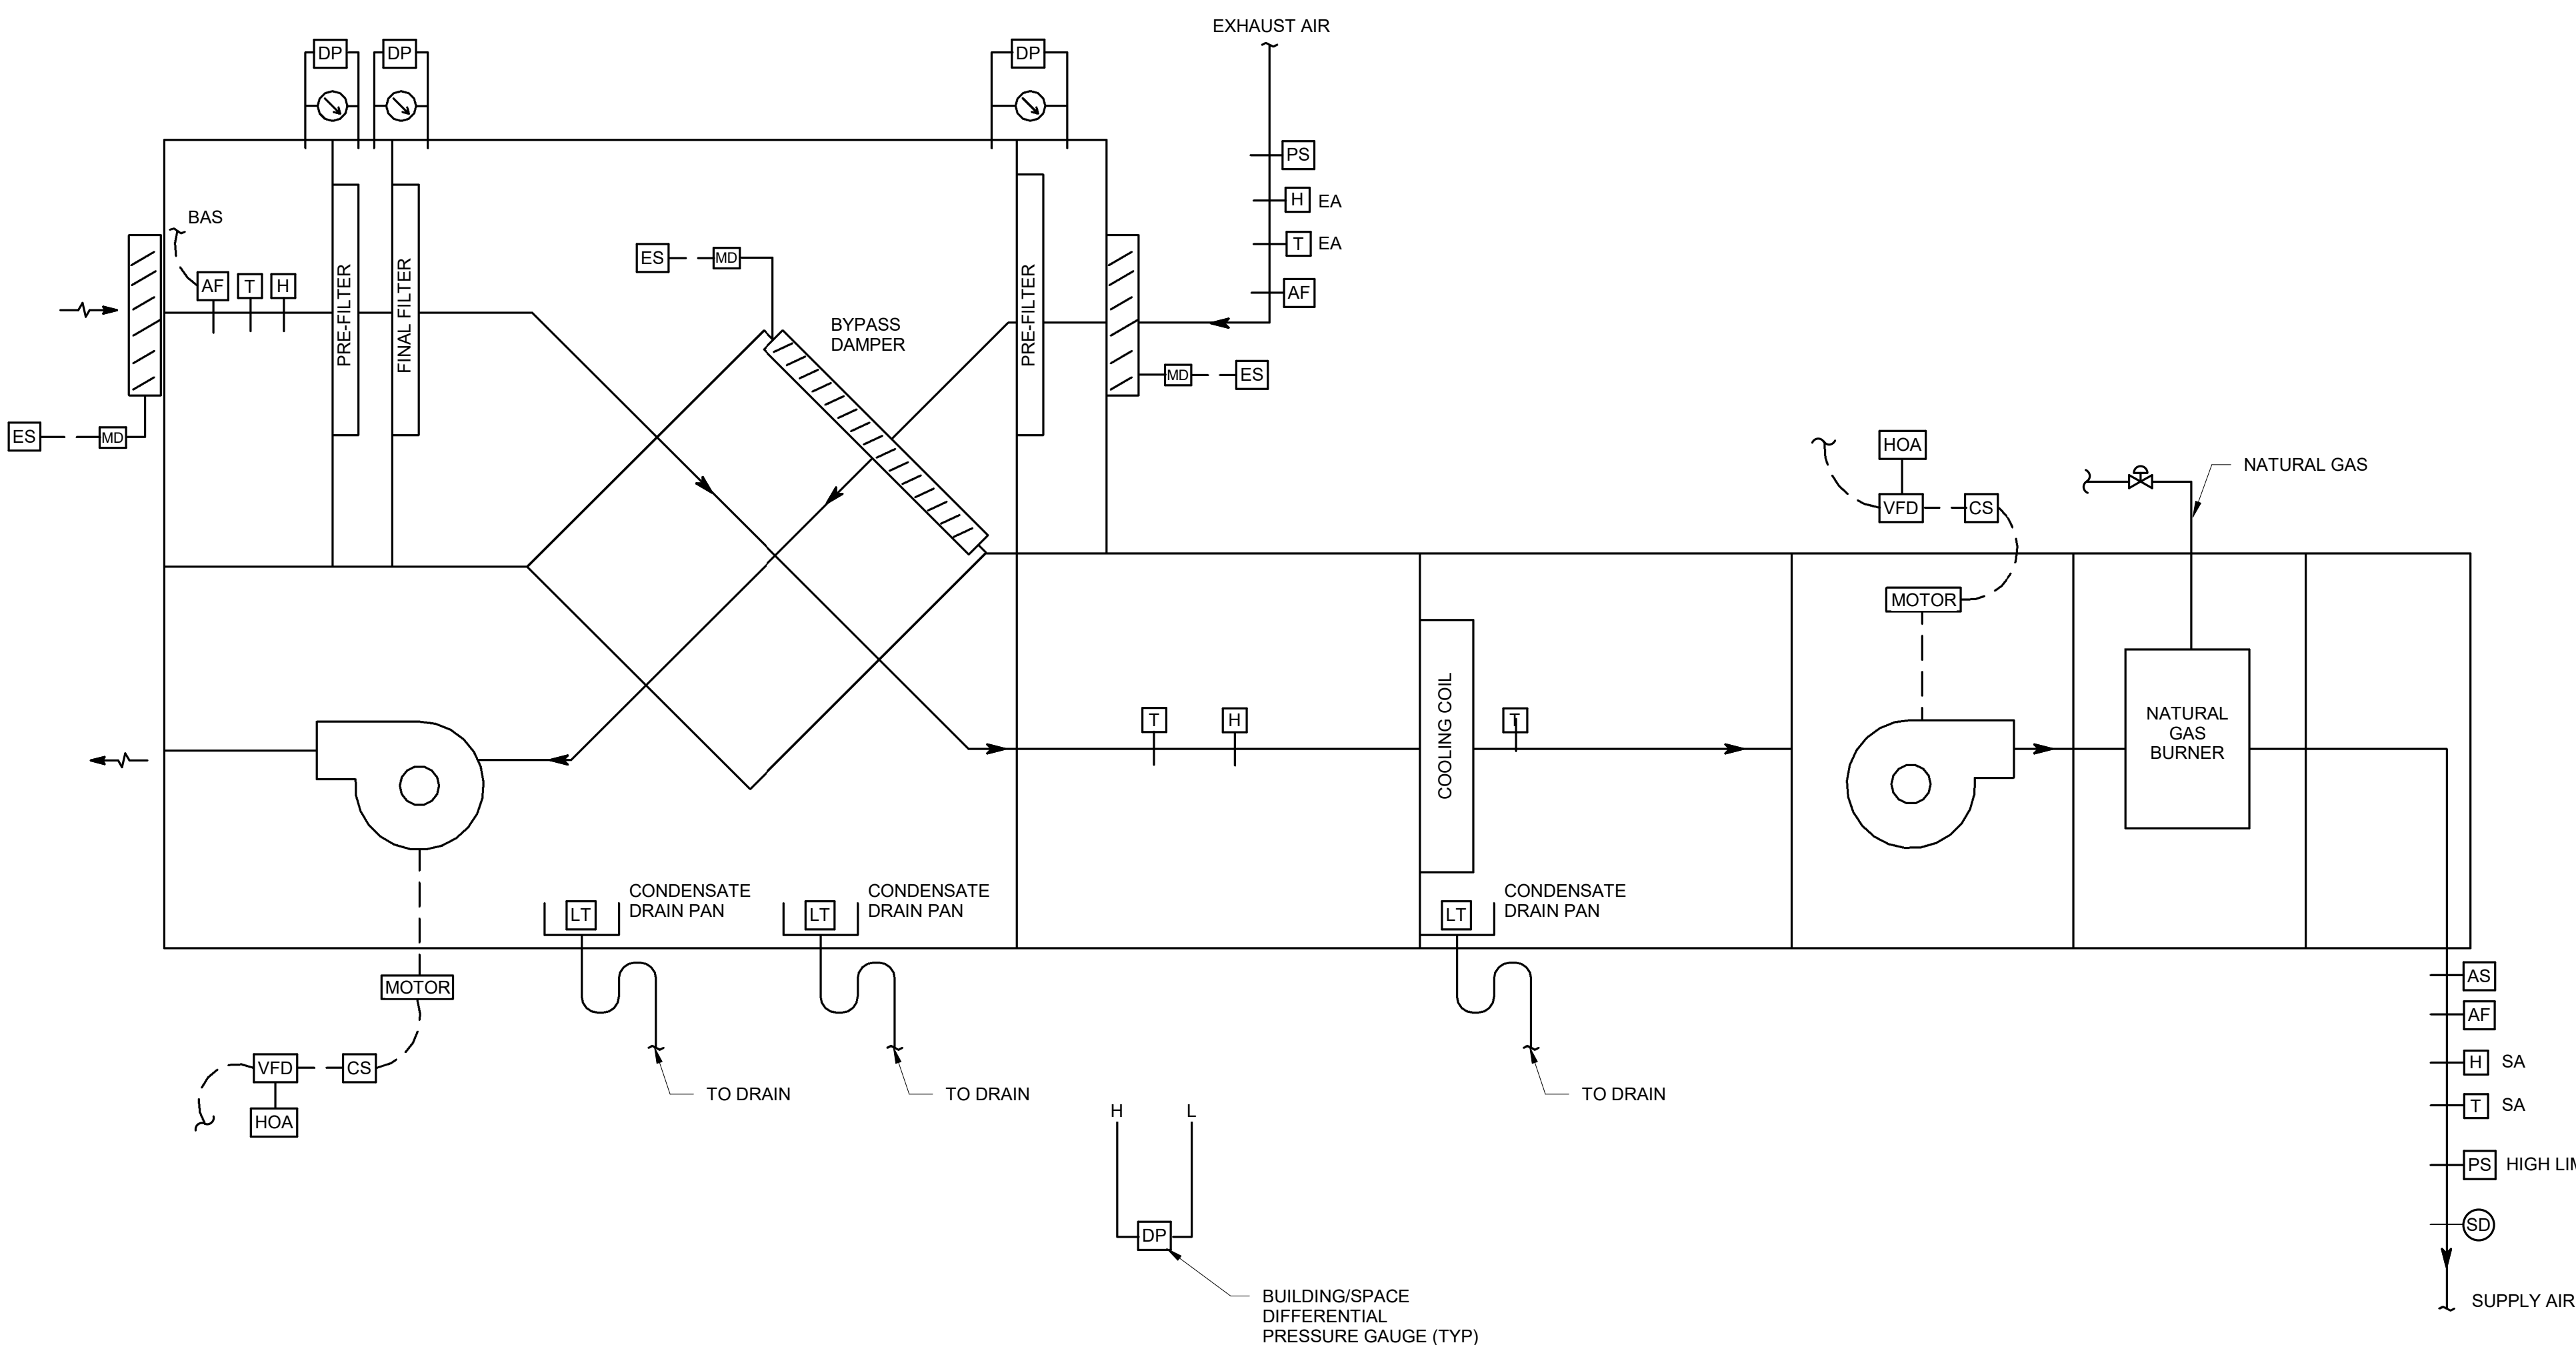 EXHAUST AIR
DP
DP
DP
PS
H EA
T EA
AF
BAS
AF
T
H
PRE-FILTER
FINAL FILTER
ES
MD
BYPASS
DAMPER
PRE-FILTER
MD
ES
ES
MD
HOA
VFD
CS
MOTOR
NATURAL GAS
NATURAL
GAS
BURNER
T
H
COOLING COIL
T
LT
CONDENSATE
DRAIN PAN
LT
CONDENSATE
DRAIN PAN
LT
CONDENSATE
DRAIN PAN
MOTOR
VFD
CS
HOA
TO DRAIN
TO DRAIN
TO DRAIN
AS
AF
H SA
T SA
PS HIGH LIM
SD
SUPPLY AIR
H
L
DP
BUILDING/SPACE
DIFFERENTIAL
PRESSURE GAUGE (TYP)